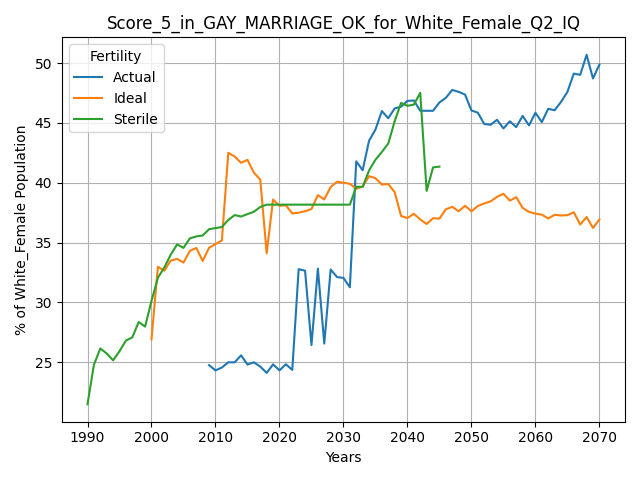 Score_5_in_GAY_MARRIAGE_OK_for_White_Female_Q2_IQ
Fertility
Actual
Ideal
Sterile
% of White_Female Population
50
45
40
35
30
25
1990 2000 2010 2020 2030 2040 2050 2060 2070
Years